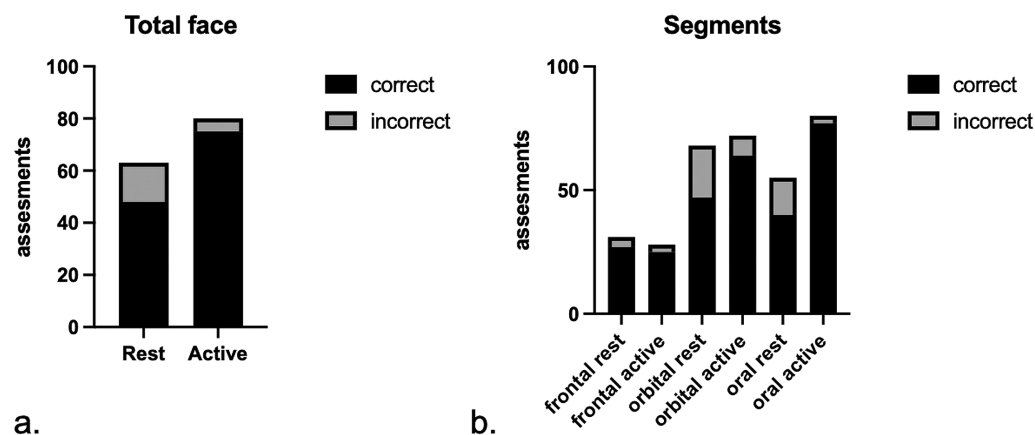 Total face
assesments
100
80
60
40
20
0
Rest Active
correct
incorrect
a.
Segments
assesments
100
50
0
frontal rest
frontal active
orbital rest
orbital active
oral rest
oral active
correct
incorrect
b.